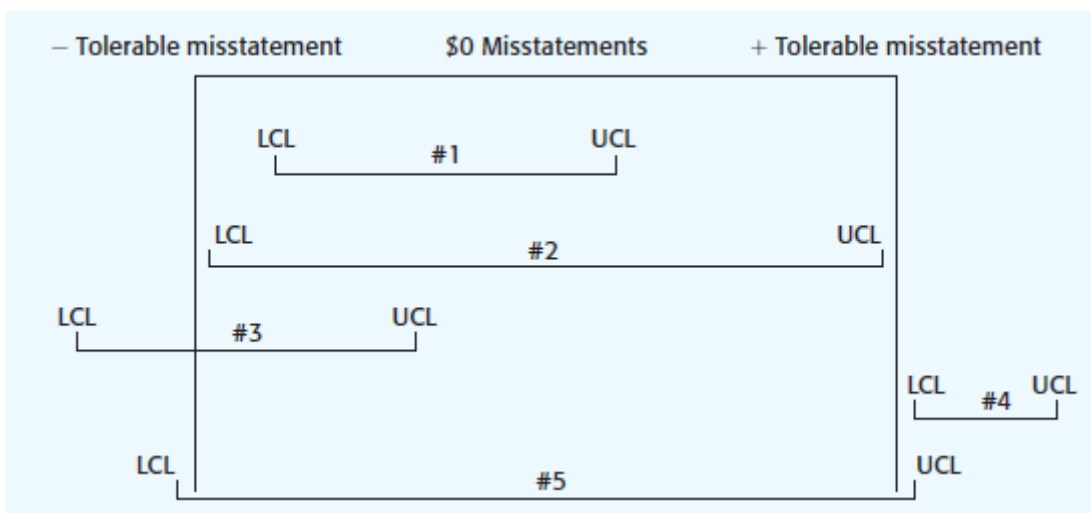 − Tolerable misstatement $0 Misstatements + Tolerable misstatement
LCL #1 UCL
LCL #2 UCL
LCL #3 UCL
LCL #4 UCL
LCL #5 UCL